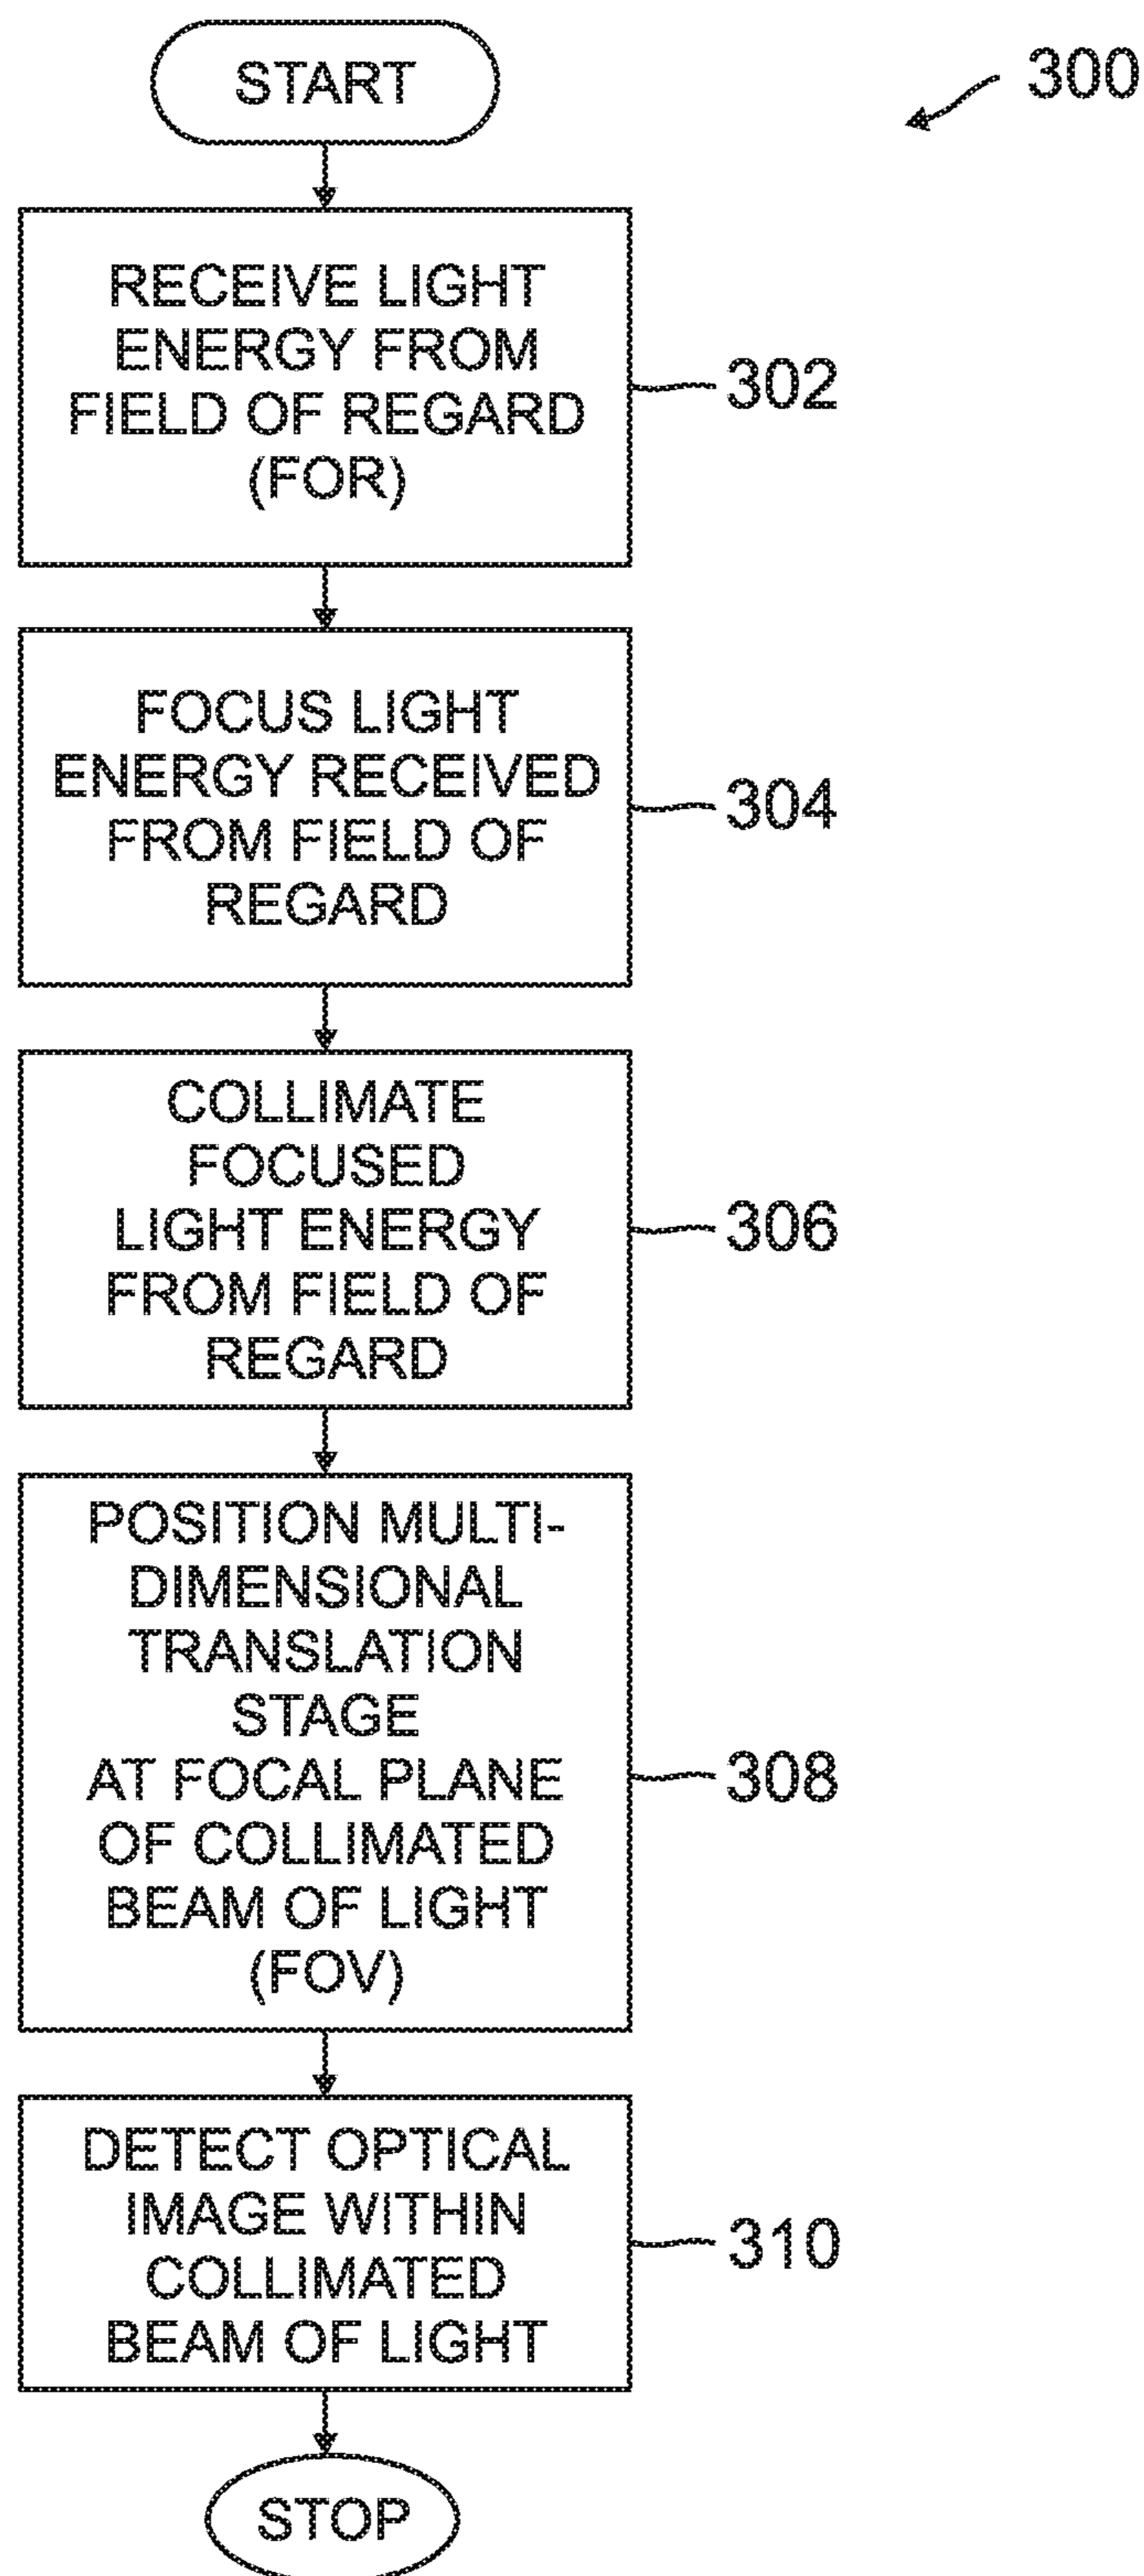 START
300
RECEIVE LIGHT
ENERGY FROM
FIELD OF REGARD
(FOR)
302
FOCUS LIGHT
ENERGY RECEIVED
FROM FIELD OF
REGARD
304
COLLIMATE
FOCUSED
LIGHT ENERGY
FROM FIELD OF
REGARD
306
POSITION MULTI-
DIMENSIONAL
TRANSLATION
STAGE
AT FOCAL PLANE
OF COLLIMATED
BEAM OF LIGHT
(FOV)
308
DETECT OPTICAL
IMAGE WITHIN
COLLIMATED
BEAM OF LIGHT
310
STOP